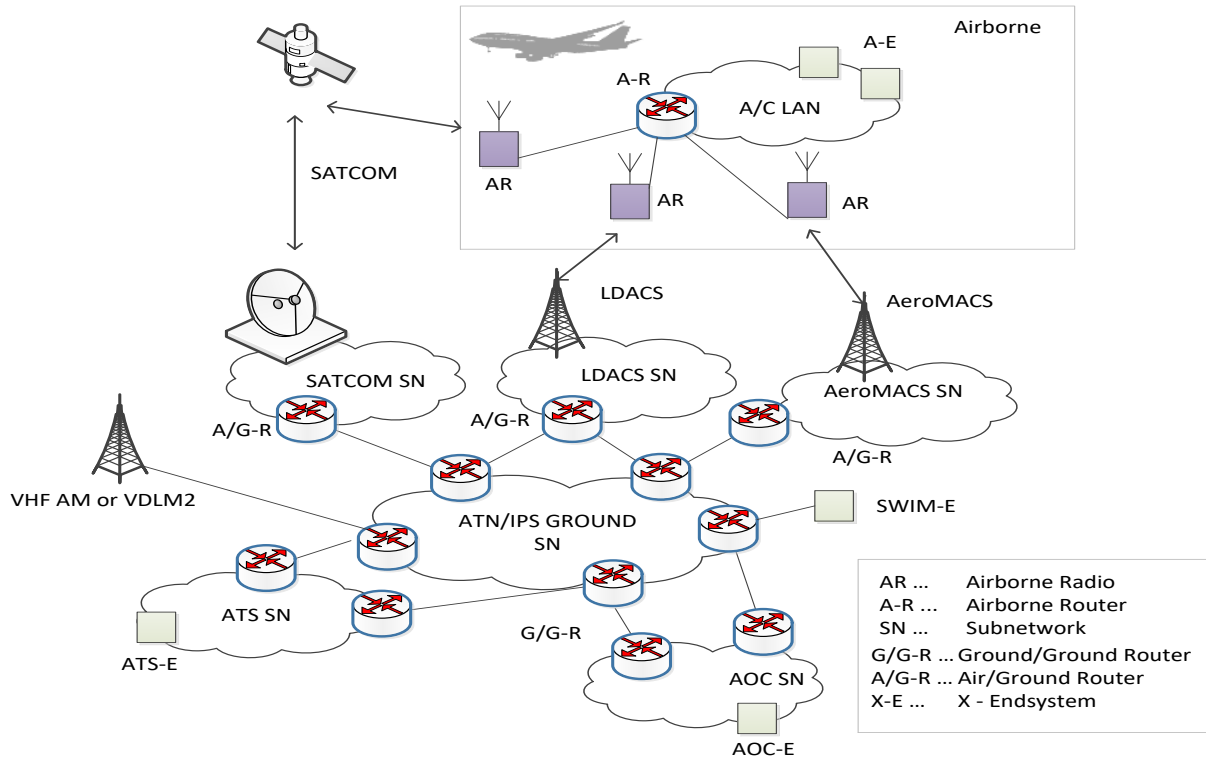 Airborne
A-E
A-R
A/C LAN
AR
AR
AR
SATCOM
LDACS
AeroMACS
SATCOM SN
LDACS SN
AeroMACS SN
A/G-R
A/G-R
A/G-R
VHF AM or VDLM2
ATN/IPS GROUND
SN
SWIM-E
ATS SN
ATS-E
G/G-R
AOC SN
AOC-E
AR ... Airborne Radio
A-R ... Airborne Router
SN ... Subnetwork
G/G-R ... Ground/Ground Router
A/G-R ... Air/Ground Router
X-E ... X - Endsystem